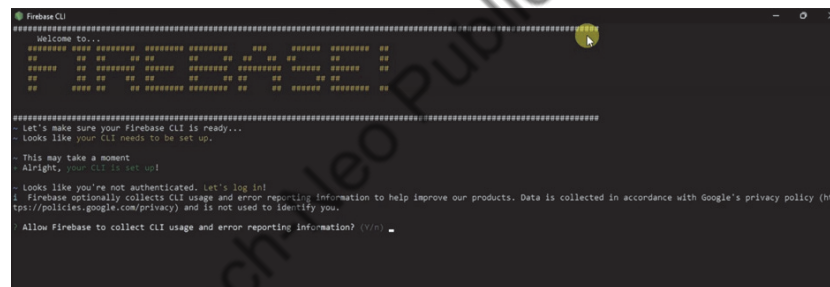 Firebase CLI
Welcome to...
FIREBASE
- Let's make sure your Firebase CLI is ready...
- Looks like your CLI needs to be set up.
- This may take a moment
- Alright, your CLI is set up!
- Looks like you're not authenticated. Let's log in!
i  Firebase optionally collects CLI usage and error reporting information to help improve our products. Data is collected in accordance with Google's privacy policy (ht
tps://policies.google.com/privacy) and is not used to identify you.
? Allow Firebase to collect CLI usage and error reporting information? (Y/n)
ch-Neo Public